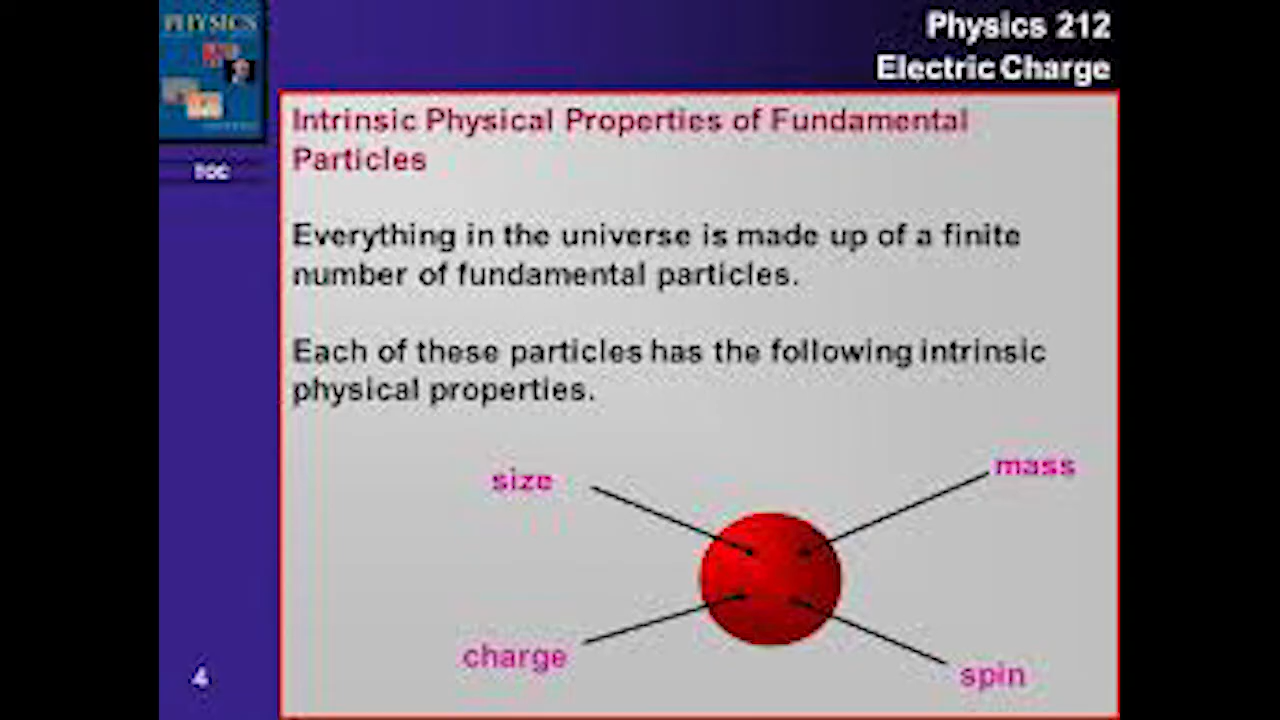 PHYSICS
Physics 212
Electric Charge
TOC
Intrinsic Physical Properties of Fundamental
Particles
Everything in the universe is made up of a finite
number of fundamental particles.
Each of these particles has the following intrinsic
physical properties.
size
mass
charge
spin
4